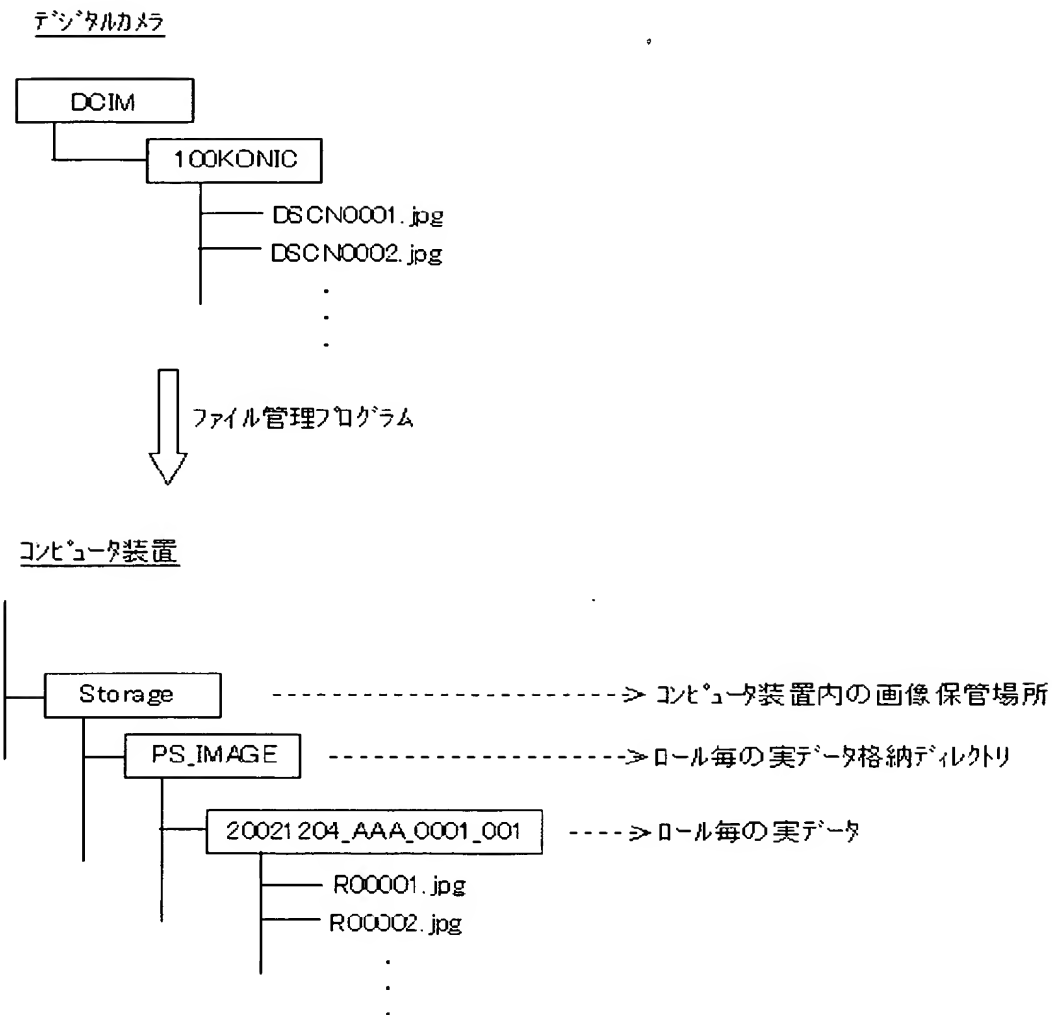 デジタルカメラ
DCIM
100KONIC
DSCN0001.jpg
DSCN0002.jpg
ファイル管理プログラム
コンピュータ装置
Storage
コンピュータ装置内の画像保管場所
PS_IMAGE
ロール毎の実データ格納ディレクトリ
20021204_AAA_0001_001
ロール毎の実データ
R00001.jpg
R00002.jpg